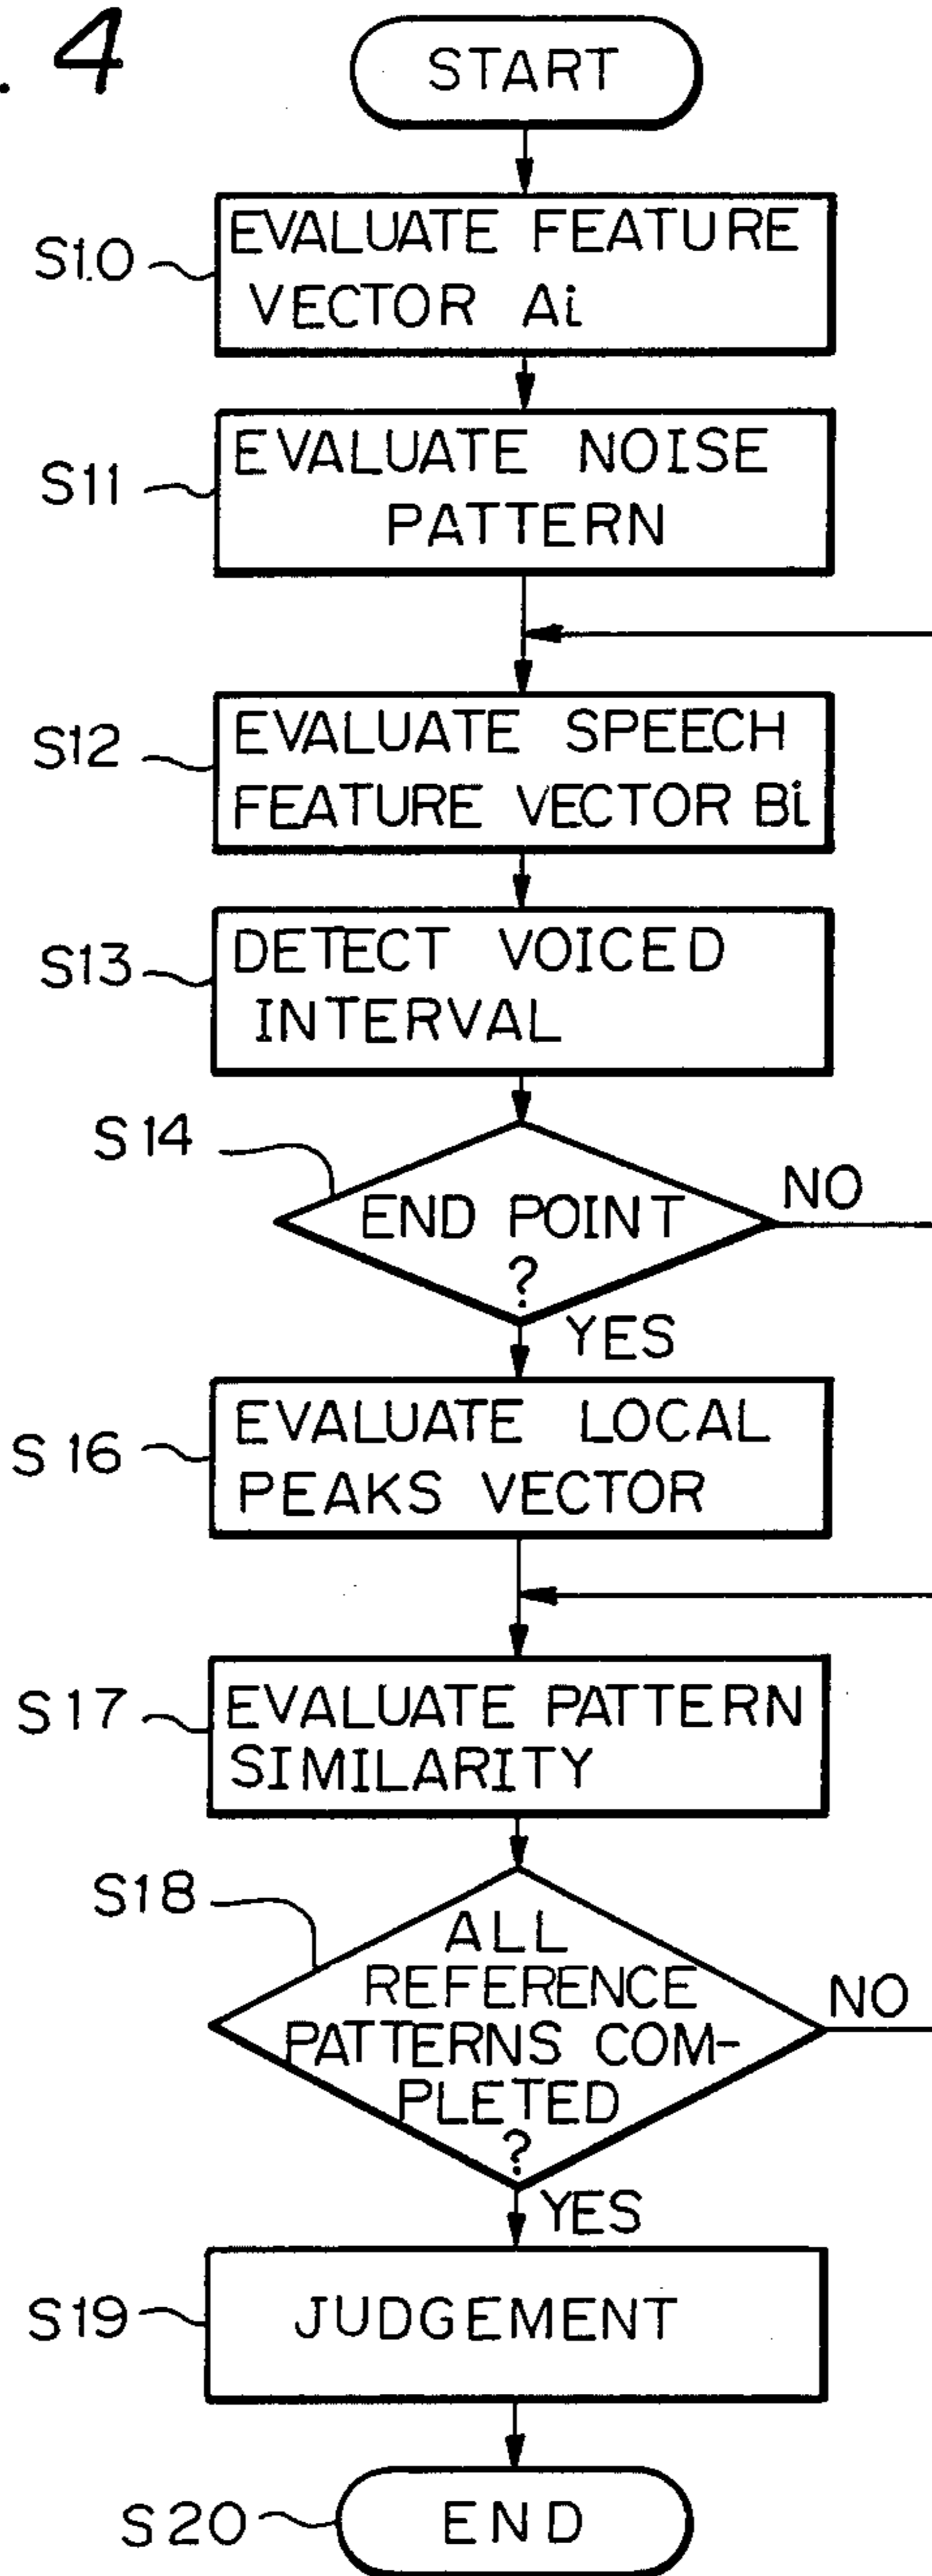 . 4
START
S10
EVALUATE FEATURE
VECTOR Ai
S11
EVALUATE NOISE
PATTERN
S12
EVALUATE SPEECH
FEATURE VECTOR Bi
S13
DETECT VOICED
INTERVAL
S14
END POINT
?
NO
YES
S16
EVALUATE LOCAL
PEAKS VECTOR
S17
EVALUATE PATTERN
SIMILARITY
S18
ALL
REFERENCE
PATTERNS COM-
PLETED
?
NO
YES
S19
JUDGEMENT
S20
END